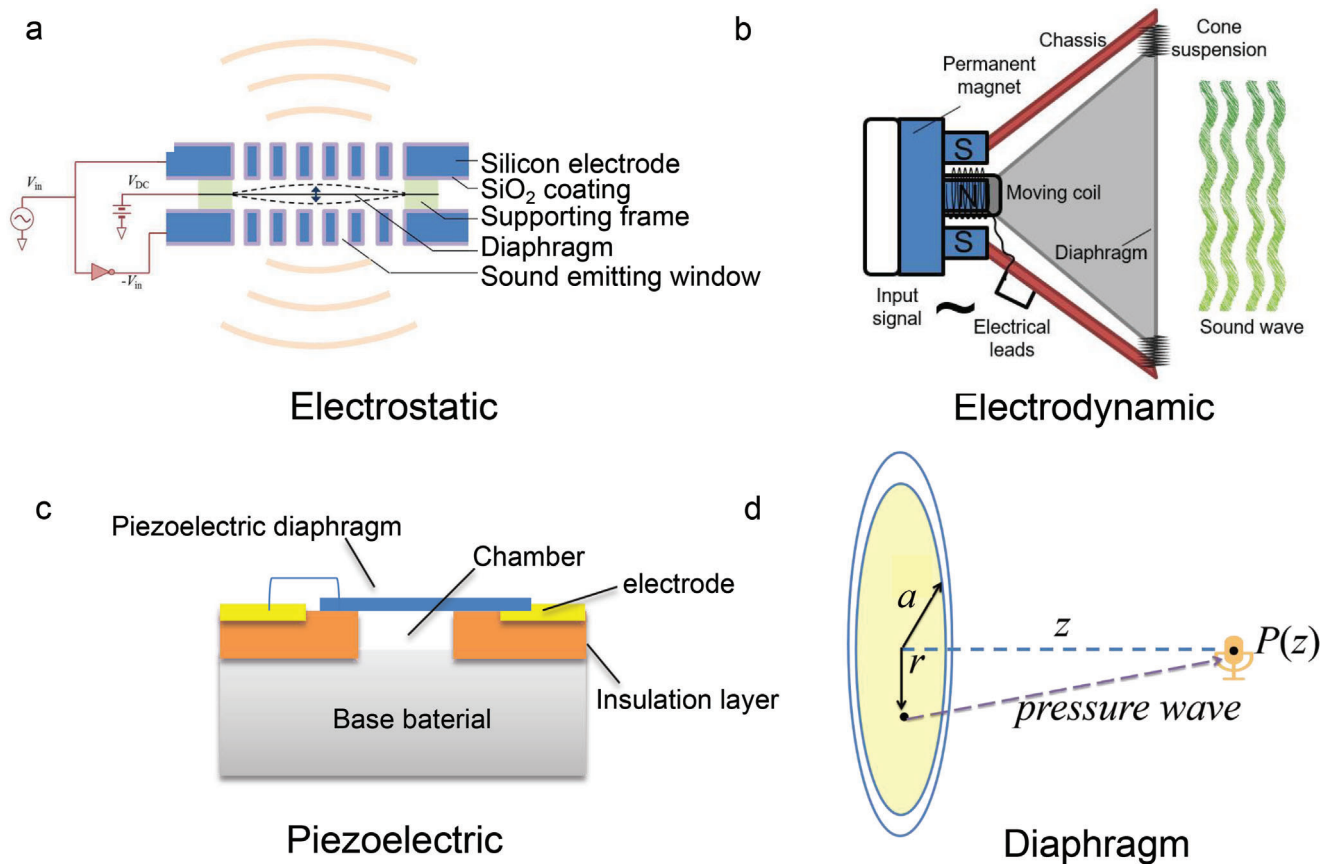 a
V_in
V_DC
-V_in
Silicon electrode
SiO₂ coating
Supporting frame
Diaphragm
Sound emitting window
Electrostatic
b
Chassis
Cone
suspension
Permanent
magnet
S
N
S
Moving coil
Diaphragm
Input
signal
~
Electrical
leads
Sound wave
Electrodynamic
c
Piezoelectric diaphragm
Chamber
electrode
Insulation layer
Base baterial
Piezoelectric
d
a
z
r
P(z)
pressure wave
Diaphragm